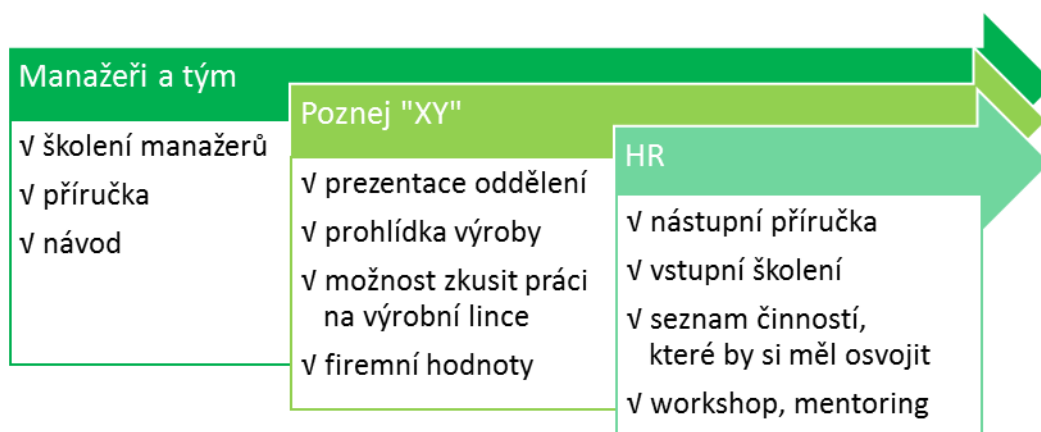 Manažeři a tým
√ školení manažerů
√ příručka
√ návod
Poznej "XY"
√ prezentace oddělení
√ prohlídka výroby
√ možnost zkusit práci
na výrobní lince
√ firemní hodnoty
HR
√ nástupní příručka
√ vstupní školení
√ seznam činností,
které by si měl osvojit
√ workshop, mentoring